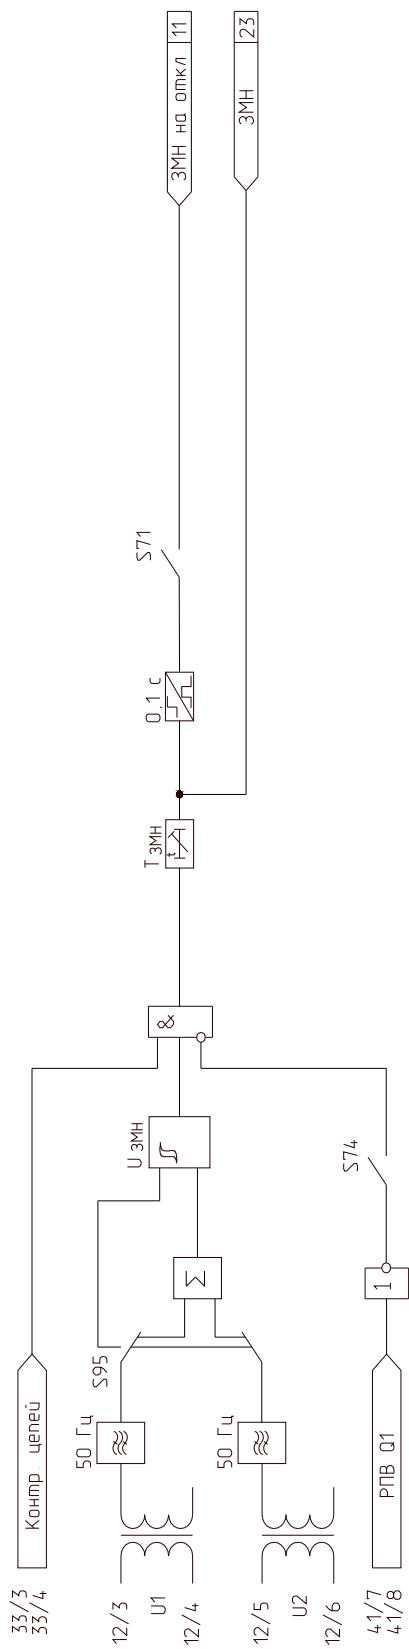 33/3
33/4
Контр. цепей
12/3
U1
12/4
50 Гц
S95
12/5
U2
12/6
50 Гц
Σ
U ЗМН
41/7
41/8
РПВ Q1
1
S74
&
T ЗМН
t
0.1 с
S71
ЗМН на откл.
11
ЗМН
23